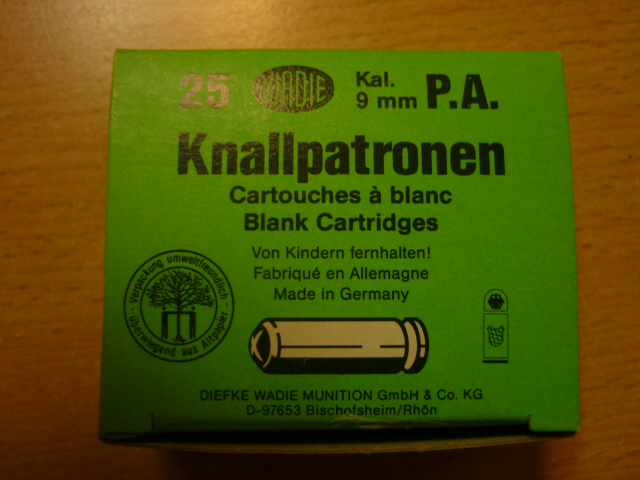 25 WADIE Kal. 9 mm P.A.
Knallpatronen
Cartouches à blanc
Blank Cartridges
Von Kindern fernhalten!
Fabriqué en Allemagne
Made in Germany
Verpackung umweltfreundlich -
überwiegend aus Altpapier -
DIEFKE WADIE MUNITION GmbH & Co. KG
D-97653 Bischofsheim/Rhön